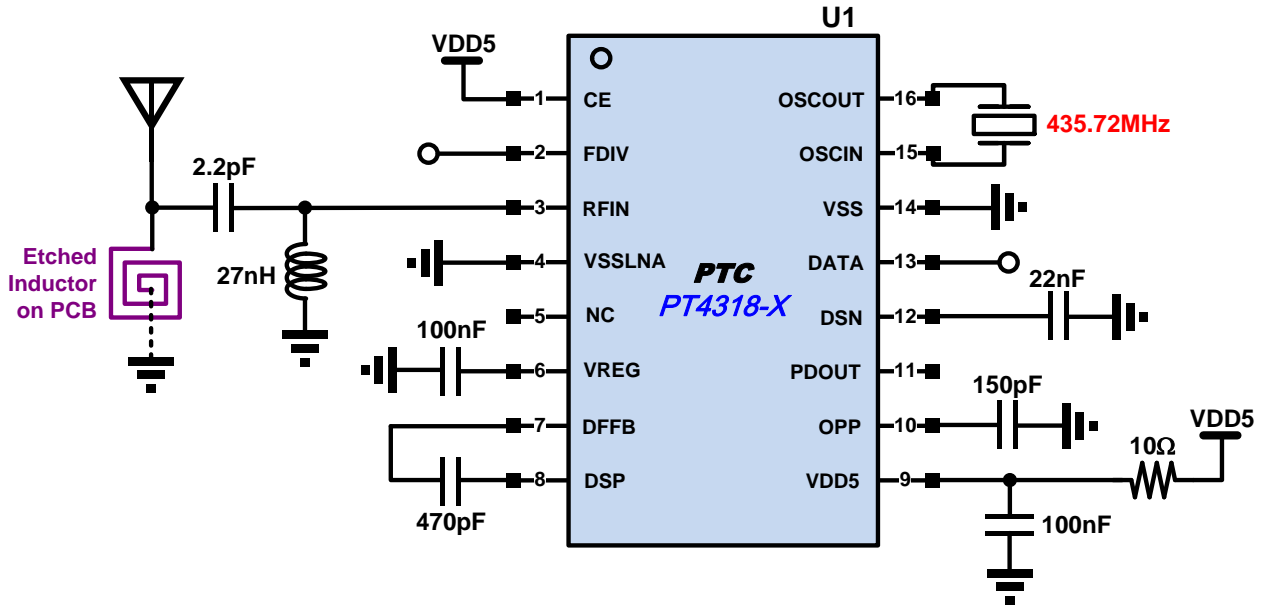 U1
VDD5
1 CE
OSCOUT 16
435.72MHz
2 FDIV
OSCIN 15
2.2pF
3 RFIN
VSS 14
Etched
Inductor
on PCB
27nH
4 VSSLNA
DATA 13
PTC
PT4318-X
22nF
5 NC
DSN 12
100nF
6 VREG
PDOUT 11
150pF
7 DFFB
OPP 10
VDD5
10Ω
8 DSP
VDD5 9
470pF
100nF